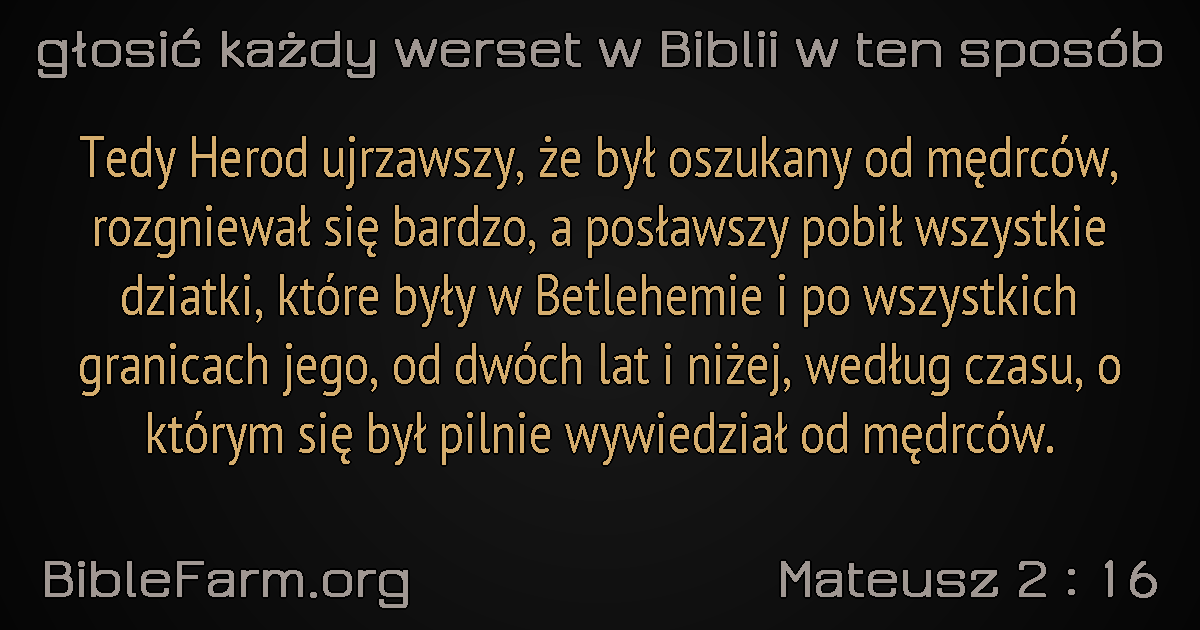 głosić każdy werset w Biblii w ten sposób
Tedy Herod ujrzawszy, że był oszukany od mędrców,
rozgniewał się bardzo, a posławszy pobił wszystkie
dziatki, które były w Betlehemie i po wszystkich
granicach jego, od dwóch lat i niżej, według czasu, o
którym się był pilnie wywiedział od mędrców.
BibleFarm.org
Mateusz 2 : 16